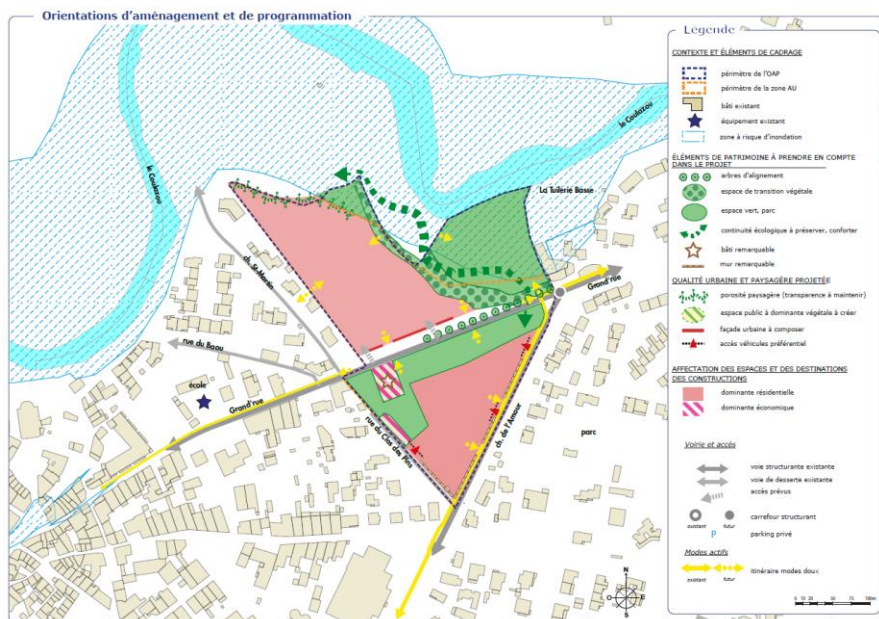 Orientations d'aménagement et de programmation
Légende
CONTEXTE ET ÉLÉMENTS DE CADRAGE
périmètre de l'OAP
périmètre de la zone AU
bâti existant
équipement existant
zone à risque d'inondation
ÉLÉMENTS DE PATRIMOINE À PRENDRE EN COMPTE
DANS LE PROJET
arbres d'alignement
espace de transition végétale
espace vert, parc
continuité écologique à préserver, conforter
bâti remarquable
mur remarquable
QUALITÉ URBAINE ET PAYSAGÈRE PROJETÉE
porosité paysagère (transparence à maintenir)
espace public à dominante végétale à créer
façade urbaine à composer
accès véhicules préférentiel
AFFECTATION DES ESPACES ET DES DESTINATIONS
DES CONSTRUCTIONS
dominante résidentielle
dominante économique
Voirie et accès
voie structurante existante
voie de desserte existante
accès prévus
carrefour structurant
existant futur
P parking privé
Modes actifs
itinéraire modes doux
existant futur
0 10 20 50 75 100m
le Coulazou
le Coulazou
La Tuilerie Basse
ch. St-Martin
Grand'rue
rue du Baou
école
Grand'rue
rue du Clos des Pins
ch. de l'Amour
parc
N
O E
S